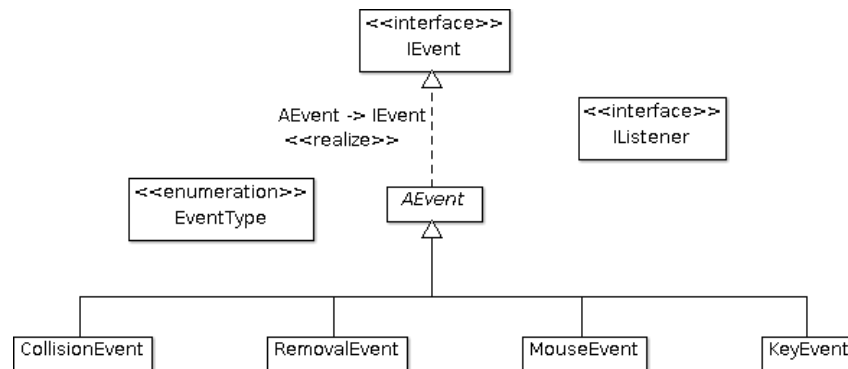 <<interface>>
IEvent
AEvent -> IEvent
<<realize>>
<<interface>>
IListener
<<enumeration>>
EventType
AEvent
CollisionEvent
RemovalEvent
MouseEvent
KeyEvent